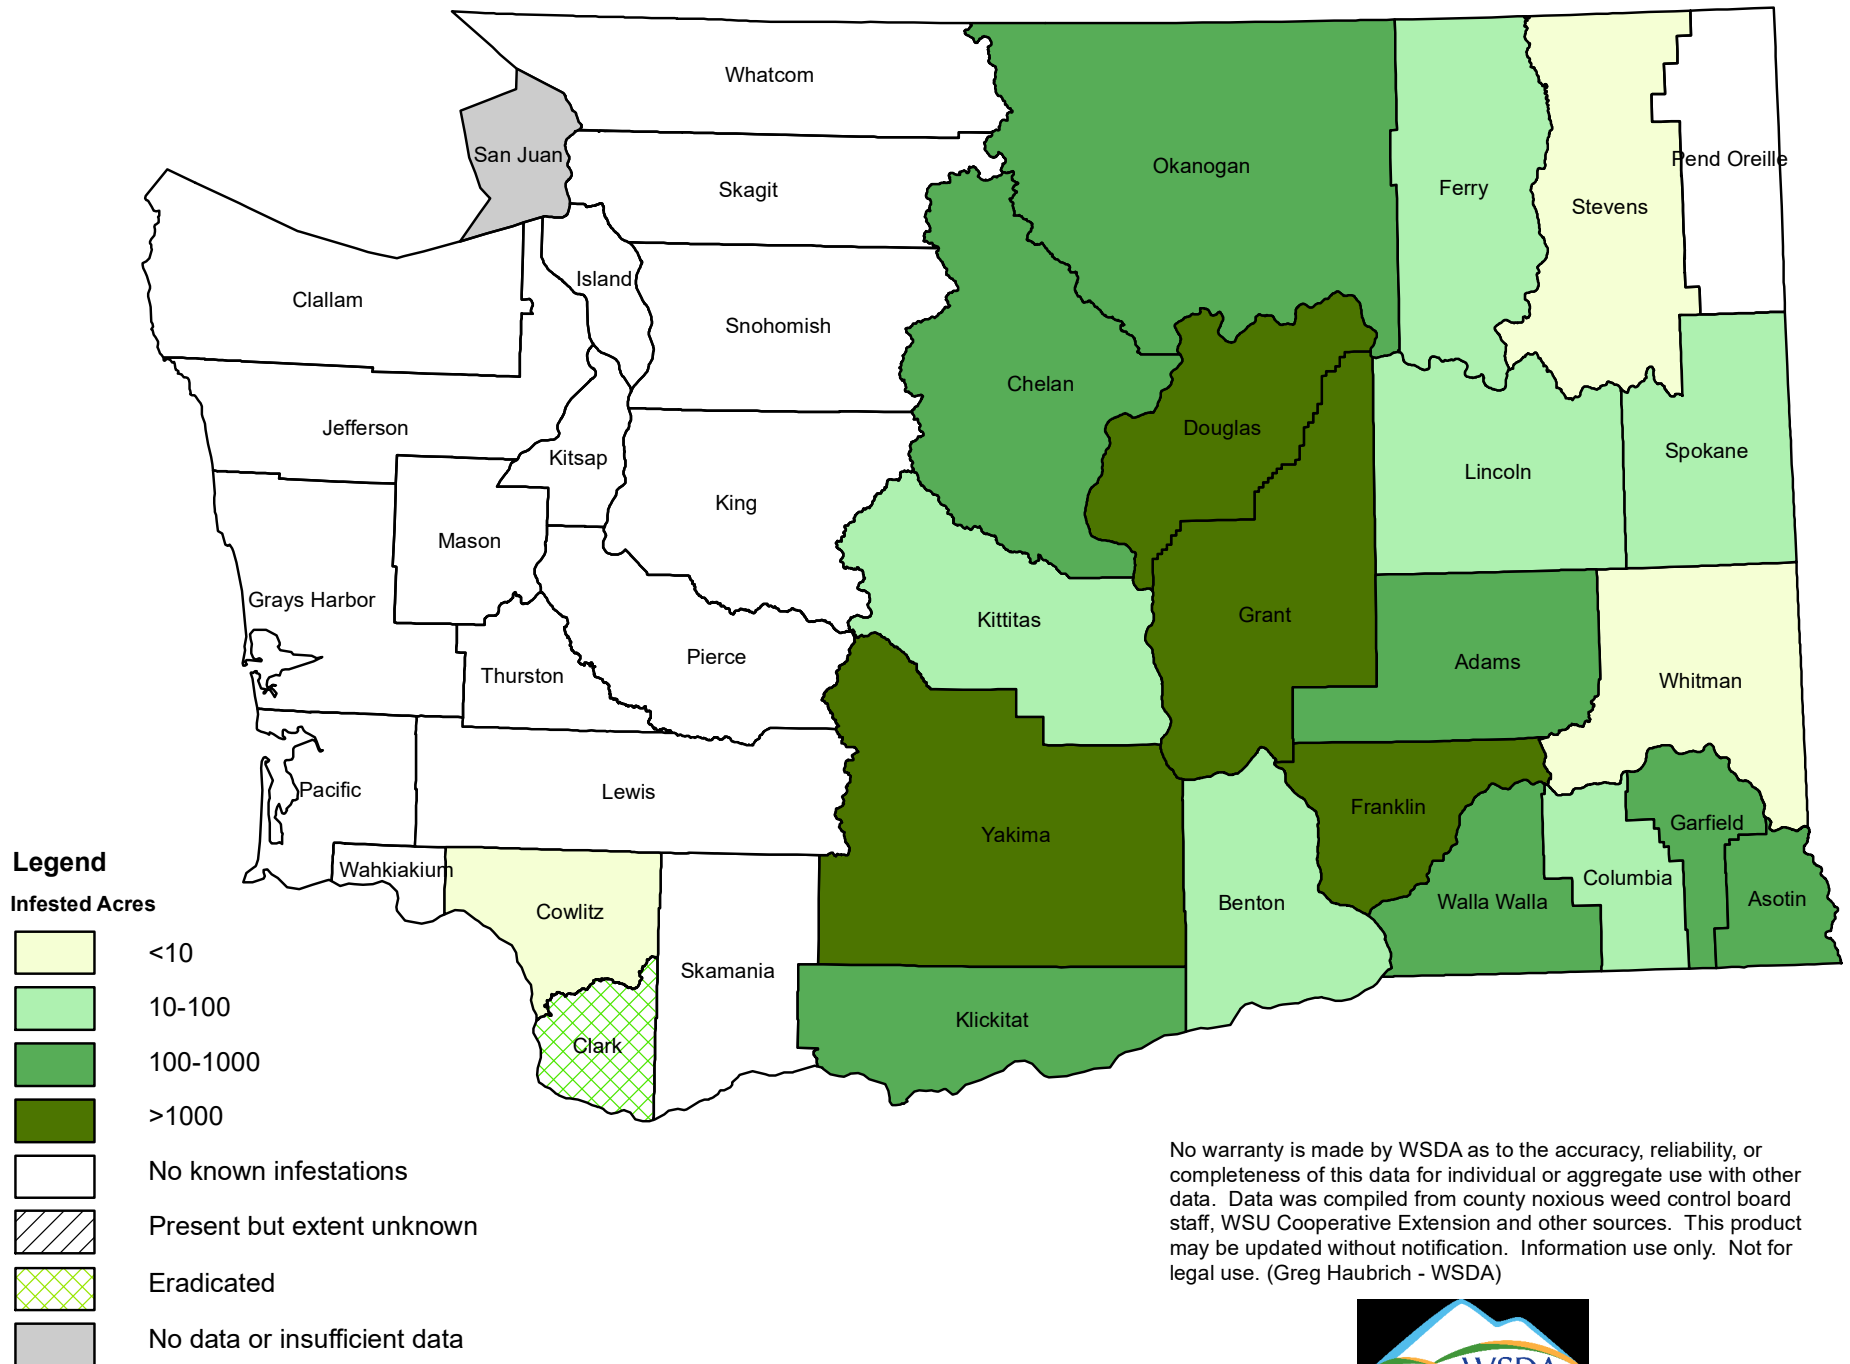 Whatcom
San Juan
Skagit
Okanogan
Ferry
Stevens
Pend Oreille
Clallam
Island
Snohomish
Chelan
Jefferson
Kitsap
Douglas
Lincoln
Spokane
King
Mason
Grays Harbor
Kittitas
Grant
Thurston
Pierce
Adams
Whitman
Pacific
Lewis
Yakima
Franklin
Garfield
Wahkiakium
Cowlitz
Benton
Walla Walla
Columbia
Asotin
Skamania
Clark
Klickitat
Legend
Infested Acres
<10
10-100
100-1000
>1000
No known infestations
Present but extent unknown
Eradicated
No data or insufficient data
No warranty is made by WSDA as to the accuracy, reliability, or
completeness of this data for individual or aggregate use with other
data.  Data was compiled from county noxious weed control board
staff, WSU Cooperative Extension and other sources.  This product
may be updated without notification.  Information use only.  Not for
legal use. (Greg Haubrich - WSDA)
WSDA